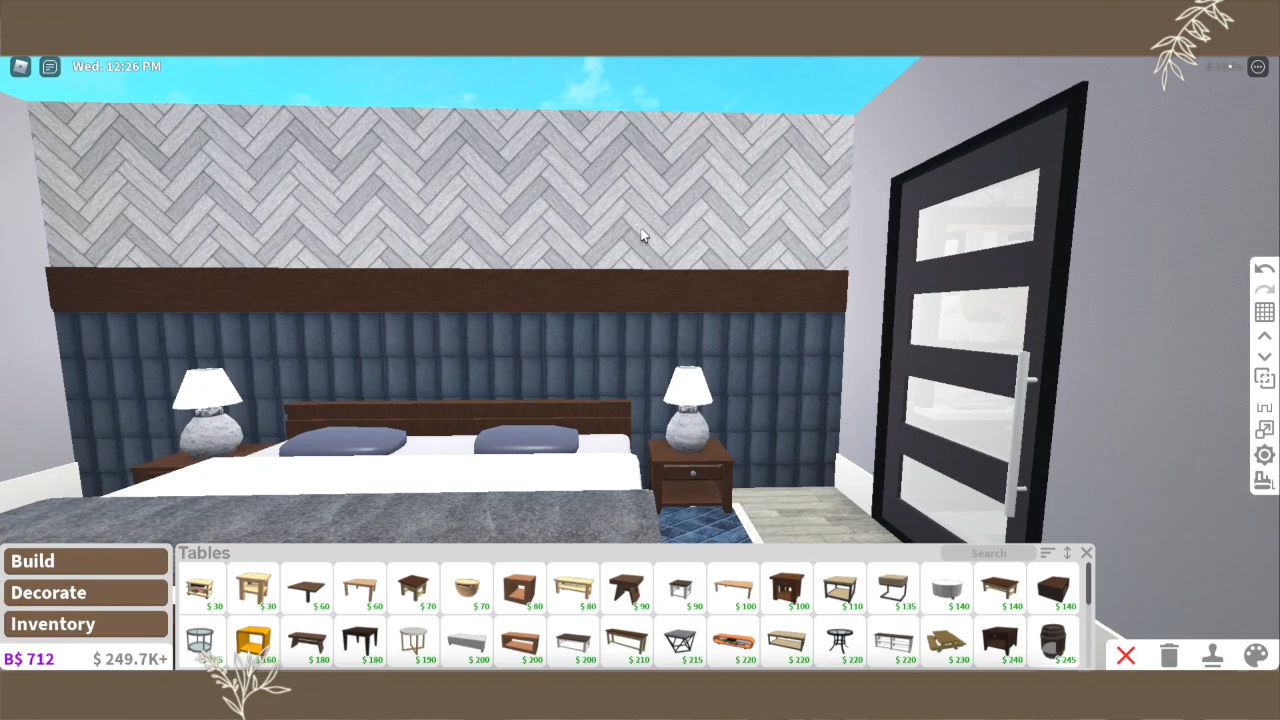 Wed. 12:26 PM
Build
Decorate
Inventory
B$ 712 $ 249.7K+
Tables
Search
$ 30 $ 30 $ 60 $ 60 $ 70 $ 70 $ 80 $ 80 $ 90 $ 90 $ 100 $ 100 $ 110 $ 135 $ 140 $ 140 $ 140
$ 180 $ 180 $ 190 $ 200 $ 200 $ 200 $ 210 $ 215 $ 220 $ 220 $ 220 $ 220 $ 230 $ 240 $ 245